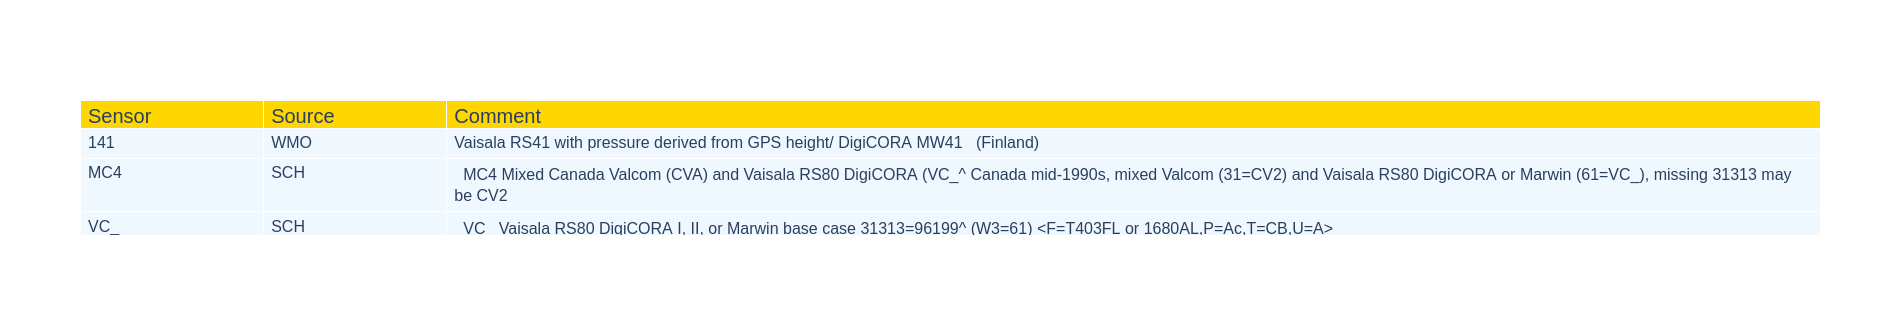 Sensor Source Comment
141 WMO Vaisala RS41 with pressure derived from GPS height/ DigiCORA MW41 (Finland)
MC4 SCH MC4 Mixed Canada Valcom (CVA) and Vaisala RS80 DigiCORA (VC_^ Canada mid-1990s, mixed Valcom (31=CV2) and Vaisala RS80 DigiCORA or Marwin (61=VC_), missing 31313 may
be CV2
VC_ SCH VC_ Vaisala RS80 DigiCORA I, II, or Marwin base case 31313=96199^ (W3=61) <F=T403FL or 1680AL,P=Ac,T=CB,U=A>